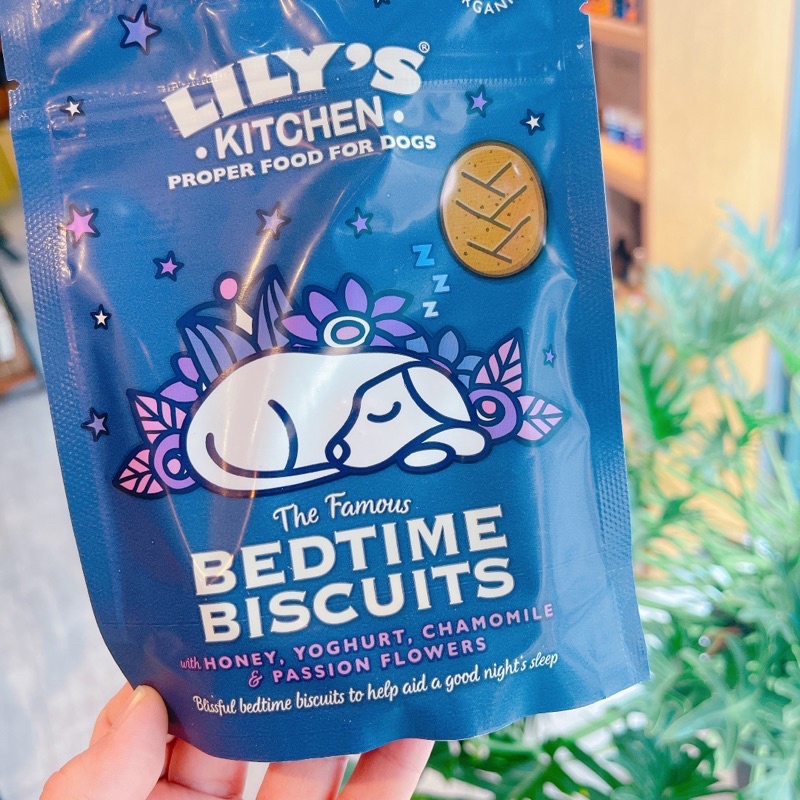 LILY'S®
• KITCHEN •
PROPER FOOD FOR DOGS
Z
Z
Z
The Famous
BEDTIME
BISCUITS
with HONEY, YOGHURT, CHAMOMILE
& PASSION FLOWERS
Blissful bedtime biscuits to help aid a good night's sleep